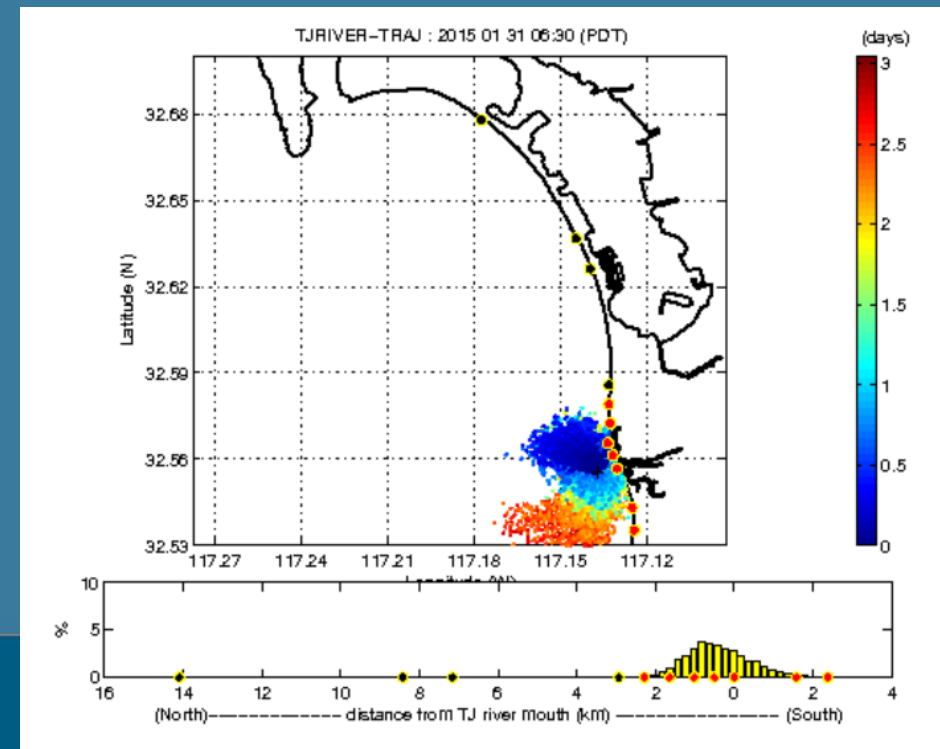 TJRIVER-TRAJ : 2015 01 31 06:30 (PDT)
(days)
3
2.5
2
1.5
1
0.5
0
Latitude (N)
32.68
32.65
32.62
32.59
32.56
32.53
117.27 117.24 117.21 117.18 117.15 117.12
%
10
5
0
16 14 12 10 8 6 4 2 0 2 4
(North)--------------- distance from TJ river mouth (km) --------------- (South)